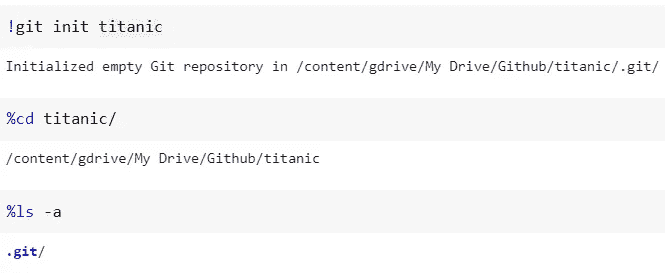 !git init titanic
Initialized empty Git repository in /content/gdrive/My Drive/Github/titanic/.git/
%cd titanic/
/content/gdrive/My Drive/Github/titanic
%ls -a
.git/